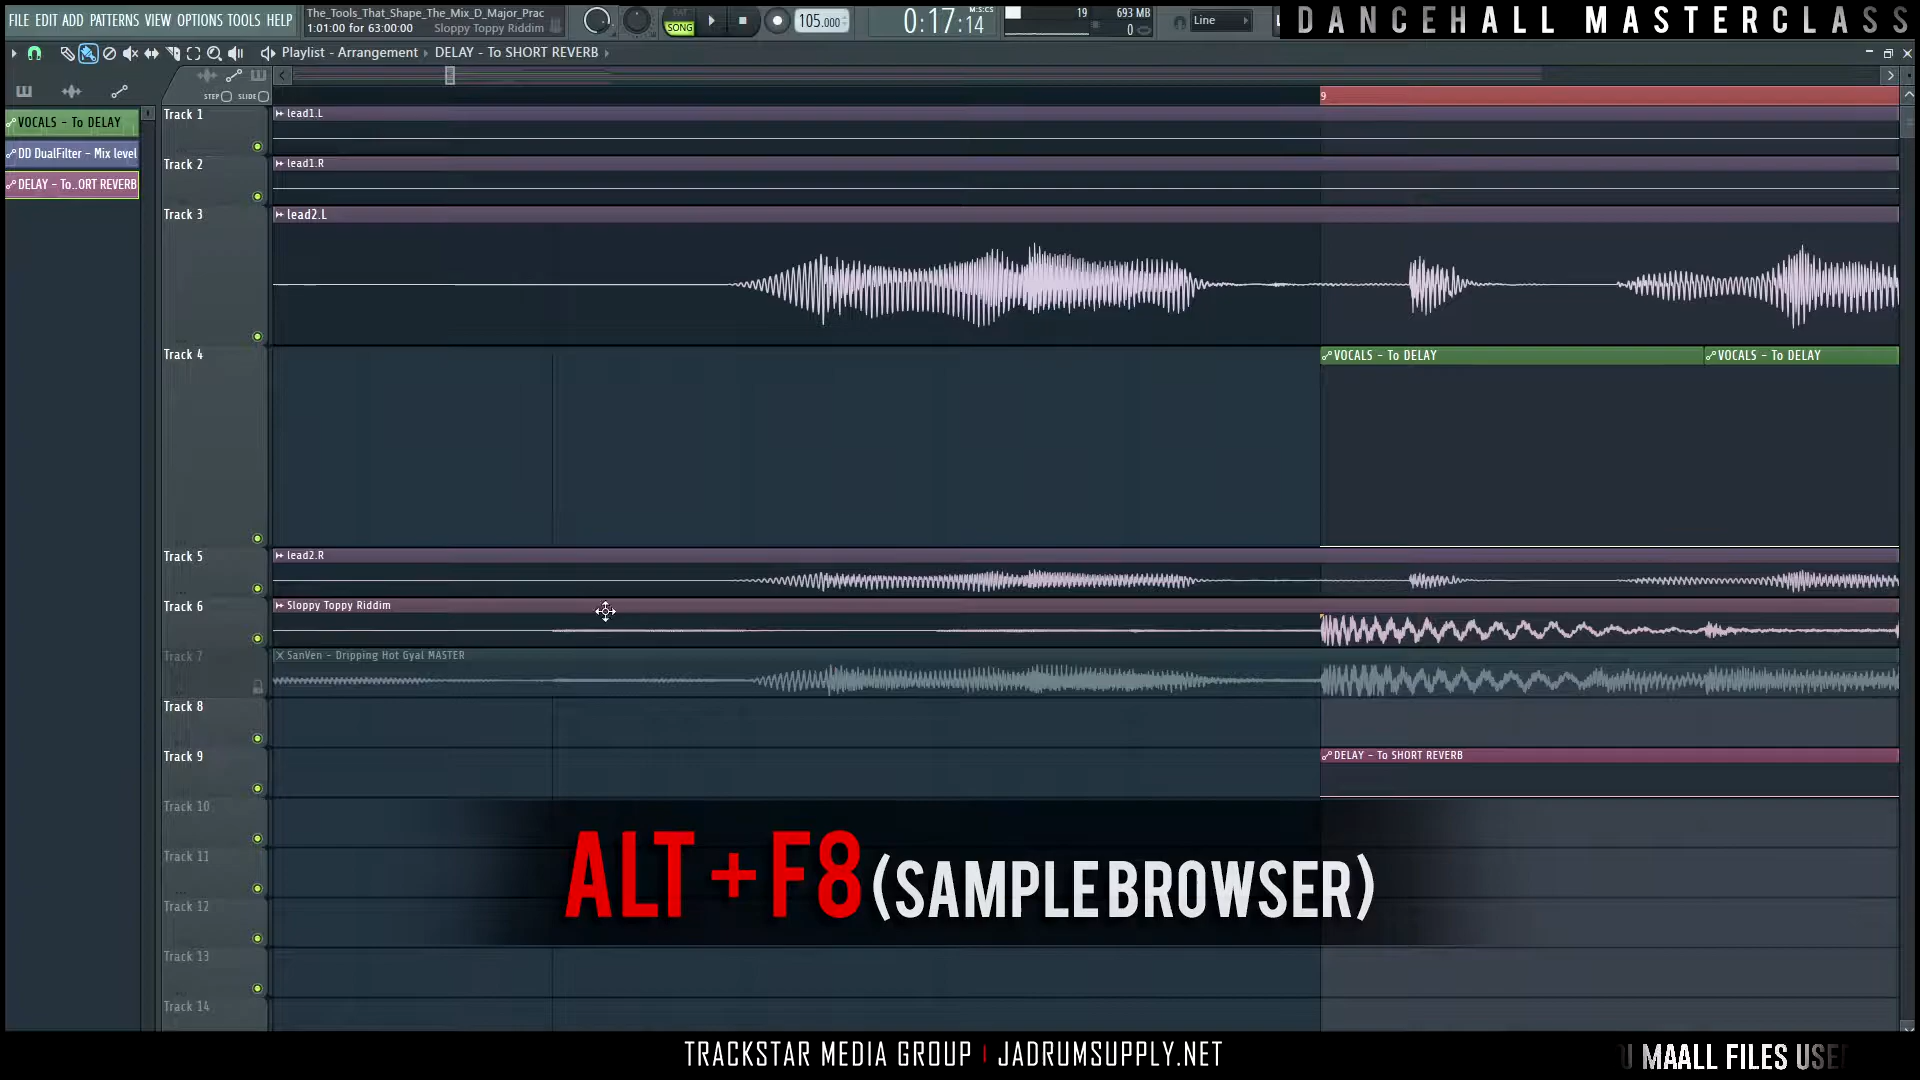 FILE EDIT ADD PATTERNS VIEW OPTIONS TOOLS HELP
The_Tools_That_Shape_The_Mix_D_Major_Prac
1:01:00 for 63:00:00 Sloppy Toppy Riddim
PAT
SONG
105.000
0:17:14
M:S:CS
19
693 MB
0
Line
DANCEHALL MASTERCLASS
Playlist - Arrangement › DELAY - To SHORT REVERB ›
STEP SLIDE
9
VOCALS - To DELAY
DD DualFilter - Mix level
DELAY - To..ORT REVERB
Track 1
lead1.L
Track 2
lead1.R
Track 3
lead2.L
Track 4
VOCALS - To DELAY
VOCALS - To DELAY
Track 5
lead2.R
Track 6
Sloppy Toppy Riddim
Track 7
SanVen - Dripping Hot Gyal MASTER
Track 8
Track 9
DELAY - To SHORT REVERB
Track 10
Track 11
Track 12
Track 13
Track 14
ALT + F8 (SAMPLE BROWSER)
TRACKSTAR MEDIA GROUP | JADRUMSUPPLY.NET
MAALL FILES USE